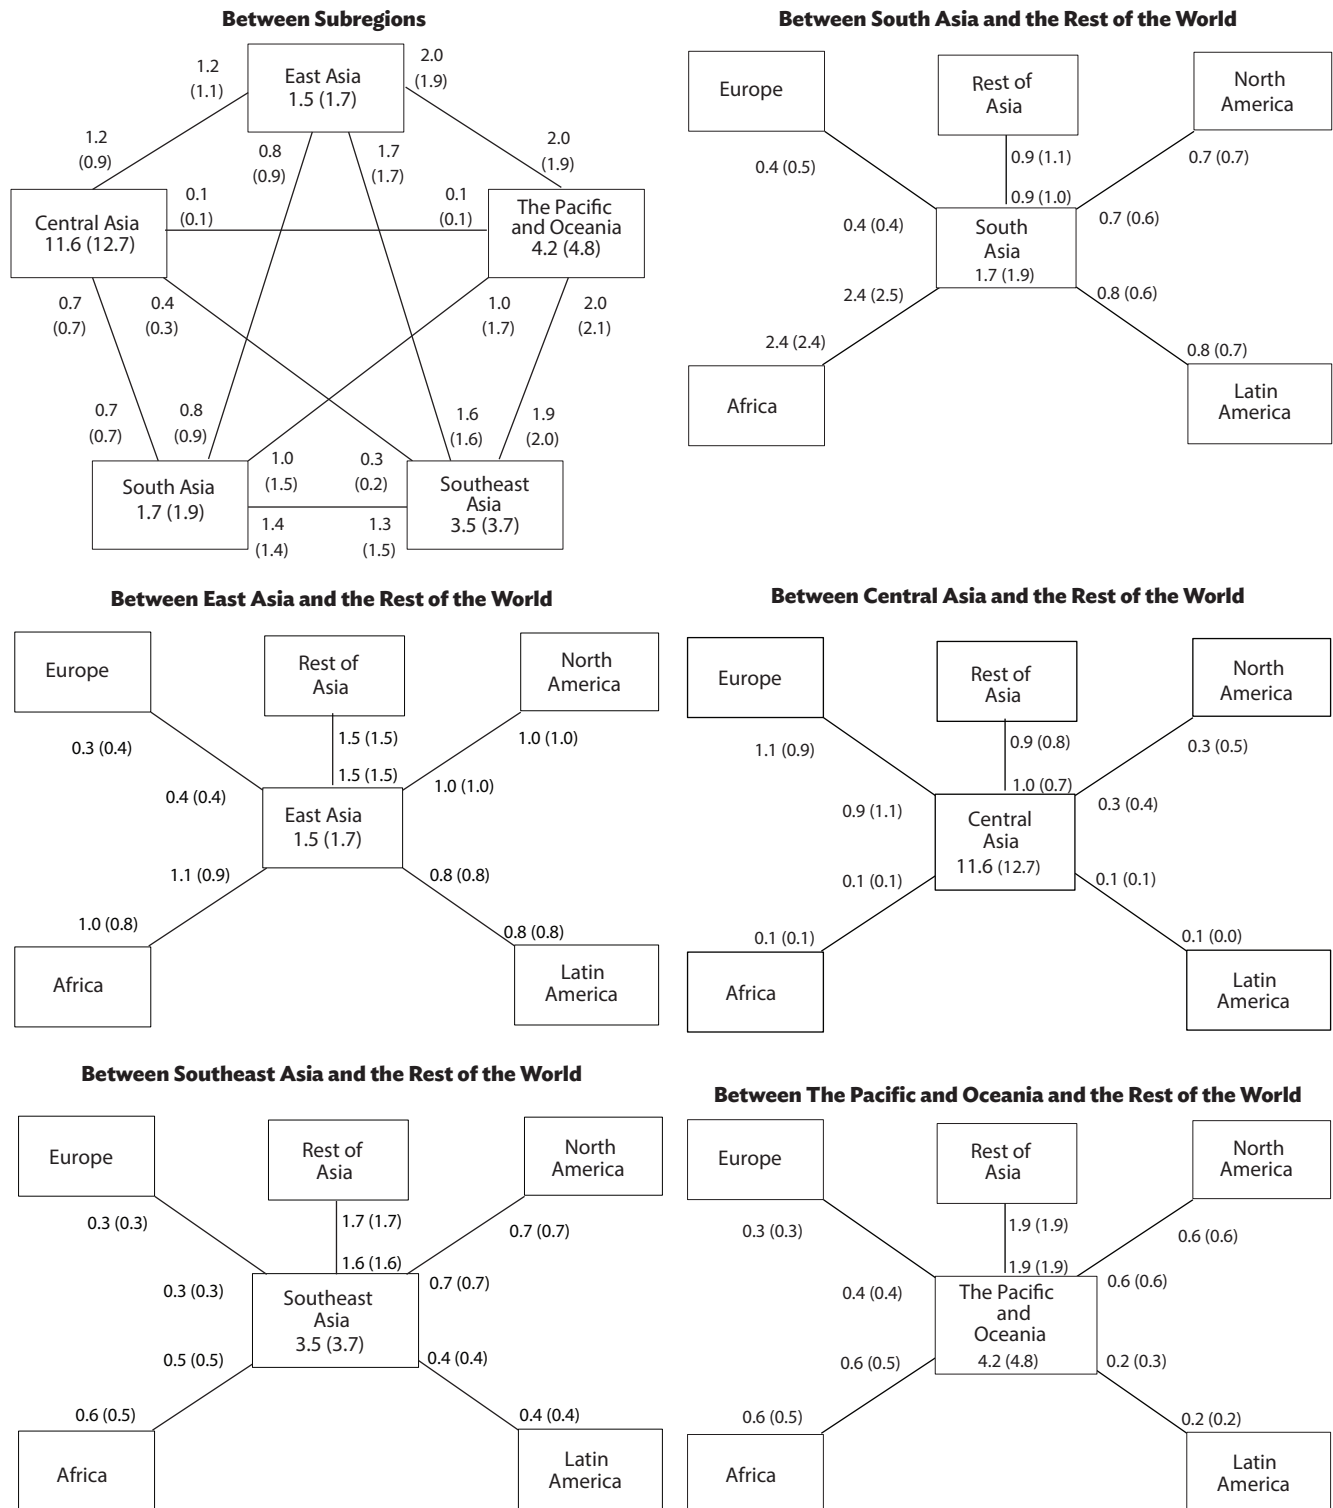 Between Subregions
East Asia
1.5 (1.7)
1.2
(1.1)
2.0
(1.9)
1.2
(0.9)
0.8
(0.9)
1.7
(1.7)
2.0
(1.9)
Central Asia
11.6 (12.7)
0.1
(0.1)
0.1
(0.1)
The Pacific
and Oceania
4.2 (4.8)
0.7
(0.7)
0.4
(0.3)
1.0
(1.7)
2.0
(2.1)
0.7
(0.7)
0.8
(0.9)
1.6
(1.6)
1.9
(2.0)
South Asia
1.7 (1.9)
1.0
(1.5)
0.3
(0.2)
Southeast
Asia
3.5 (3.7)
1.4
(1.4)
1.3
(1.5)
Between South Asia and the Rest of the World
Europe
Rest of
Asia
North
America
0.4 (0.5)
0.9 (1.1)
0.7 (0.7)
0.9 (1.0)
0.4 (0.4)
0.7 (0.6)
South
Asia
1.7 (1.9)
2.4 (2.5)
0.8 (0.6)
2.4 (2.4)
0.8 (0.7)
Africa
Latin
America
Between East Asia and the Rest of the World
Europe
Rest of
Asia
North
America
0.3 (0.4)
1.5 (1.5)
1.0 (1.0)
1.5 (1.5)
0.4 (0.4)
1.0 (1.0)
East Asia
1.5 (1.7)
1.1 (0.9)
0.8 (0.8)
1.0 (0.8)
0.8 (0.8)
Africa
Latin
America
Between Central Asia and the Rest of the World
Europe
Rest of
Asia
North
America
1.1 (0.9)
0.9 (0.8)
0.3 (0.5)
1.0 (0.7)
0.9 (1.1)
0.3 (0.4)
Central
Asia
11.6 (12.7)
0.1 (0.1)
0.1 (0.1)
0.1 (0.1)
0.1 (0.0)
Africa
Latin
America
Between Southeast Asia and the Rest of the World
Europe
Rest of
Asia
North
America
0.3 (0.3)
1.7 (1.7)
0.7 (0.7)
1.6 (1.6)
0.3 (0.3)
0.7 (0.7)
Southeast
Asia
3.5 (3.7)
0.5 (0.5)
0.4 (0.4)
0.6 (0.5)
0.4 (0.4)
Africa
Latin
America
Between The Pacific and Oceania and the Rest of the World
Europe
Rest of
Asia
North
America
0.3 (0.3)
1.9 (1.9)
0.6 (0.6)
1.9 (1.9)
0.4 (0.4)
0.6 (0.6)
The Pacific
and
Oceania
4.2 (4.8)
0.6 (0.5)
0.2 (0.3)
0.6 (0.5)
0.2 (0.2)
Africa
Latin
America